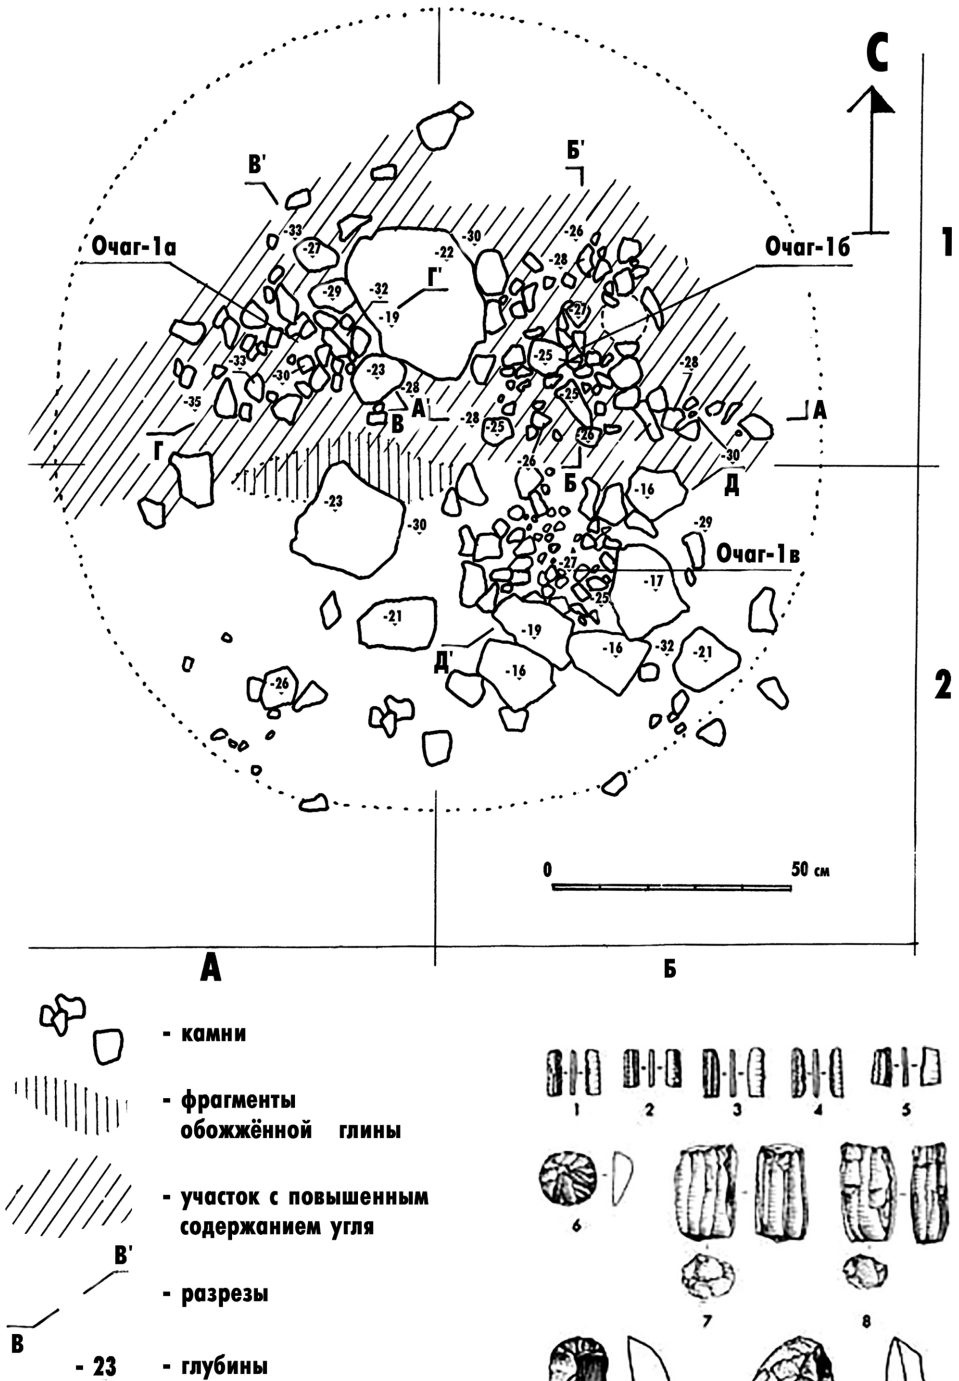 С
В'
Б'
-33
-27
-30
-22
-26
-28
1
Очаг-1а
Очаг-1б
Г'
-29
-32
-19
-27
-33
-30
-23
-25
-28
-35
-28
-25
А'
В
-28
-25
-26
А
Г
Б
-26
-30
Д
-23
-30
-16
-29
Очаг-1в
-27
-17
-25
-21
-19
-16
-32
-21
Д'
-16
-26
2
0
50 см
А
Б
- камни
- фрагменты
обожжённой глины
- участок с повышенным
содержанием угля
В'
- разрезы
В
- 23 - глубины
1 2 3 4 5
6
7 8